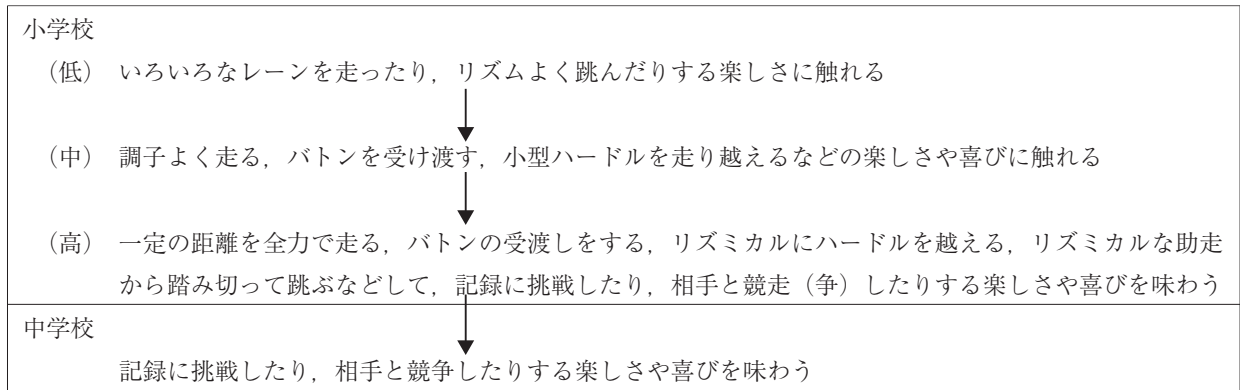 小学校
（低） いろいろなレーンを走ったり，リズムよく跳んだりする楽しさに触れる
（中） 調子よく走る，バトンを受け渡す，小型ハードルを走り越えるなどの楽しさや喜びに触れる
（高） 一定の距離を全力で走る，バトンの受渡しをする，リズミカルにハードルを越える，リズミカルな助走
から踏み切って跳ぶなどして，記録に挑戦したり，相手と競走（争）したりする楽しさや喜びを味わう
中学校
記録に挑戦したり，相手と競争したりする楽しさや喜びを味わう